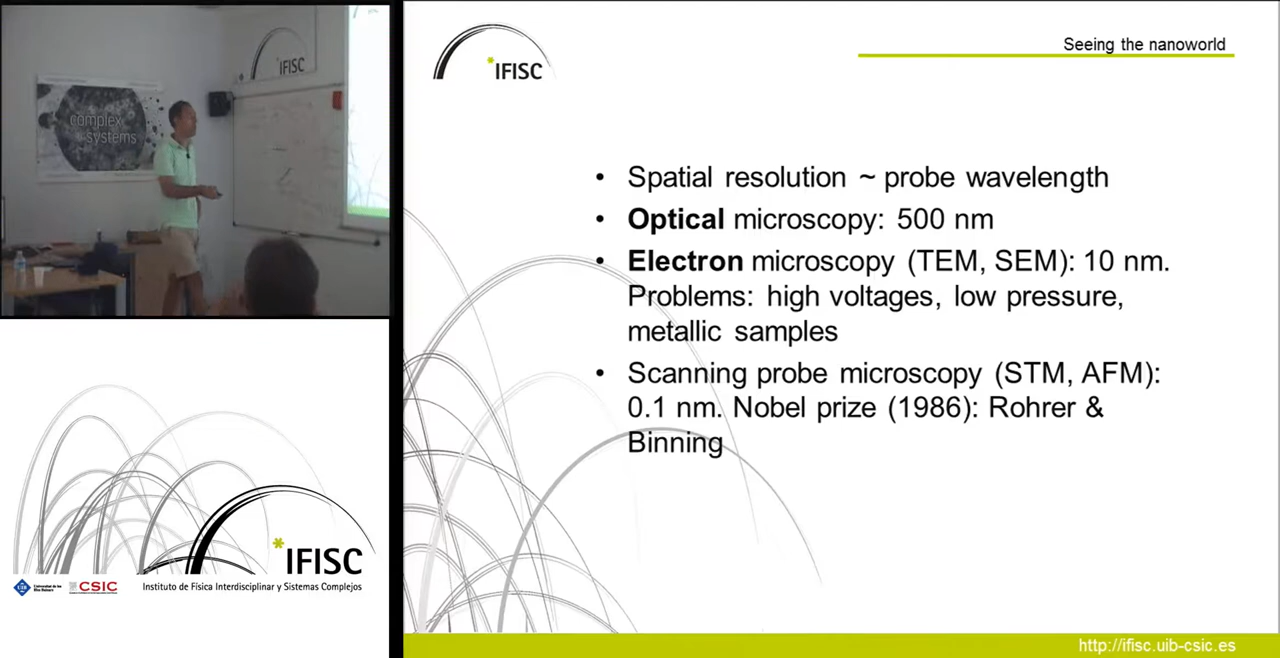 IFISC
complex
systems
*IFISC
UIB
CSIC
Instituto de Física Interdisciplinar y Sistemas Complejos
*IFISC
Seeing the nanoworld
• Spatial resolution ~ probe wavelength
• Optical microscopy: 500 nm
• Electron microscopy (TEM, SEM): 10 nm.
Problems: high voltages, low pressure,
metallic samples
• Scanning probe microscopy (STM, AFM):
0.1 nm. Nobel prize (1986): Rohrer &
Binning
http://ifisc.uib-csic.es